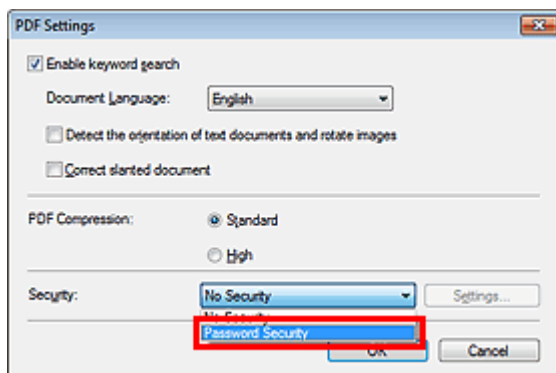 PDF Settings
Enable keyword search
Document Language: English
Detect the orientation of text documents and rotate images
Correct slanted document
PDF Compression: Standard
High
Security: No Security Settings...
No Security
Password Security
OK Cancel